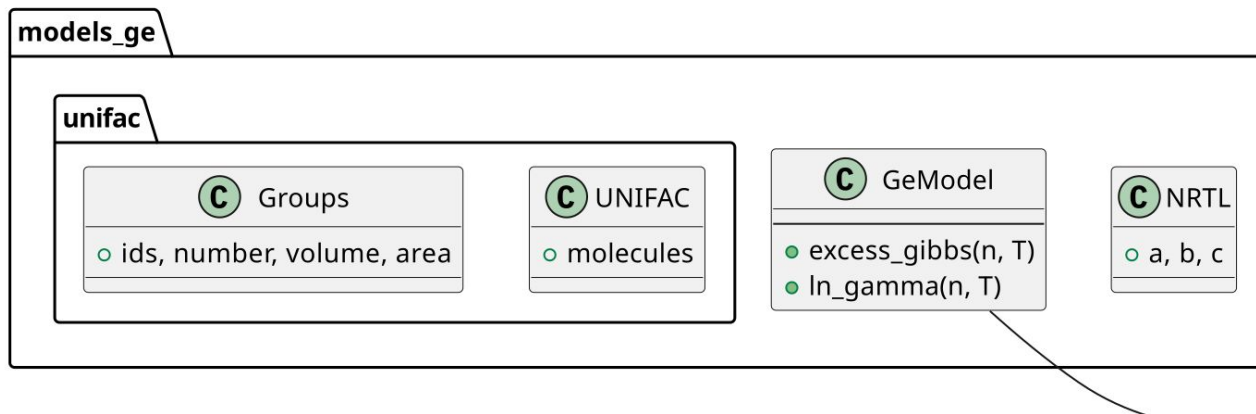 models_ge
unifac
C Groups
ids, number, volume, area
C UNIFAC
molecules
C GeModel
excess_gibbs(n, T)
ln_gamma(n, T)
C NRTL
a, b, c